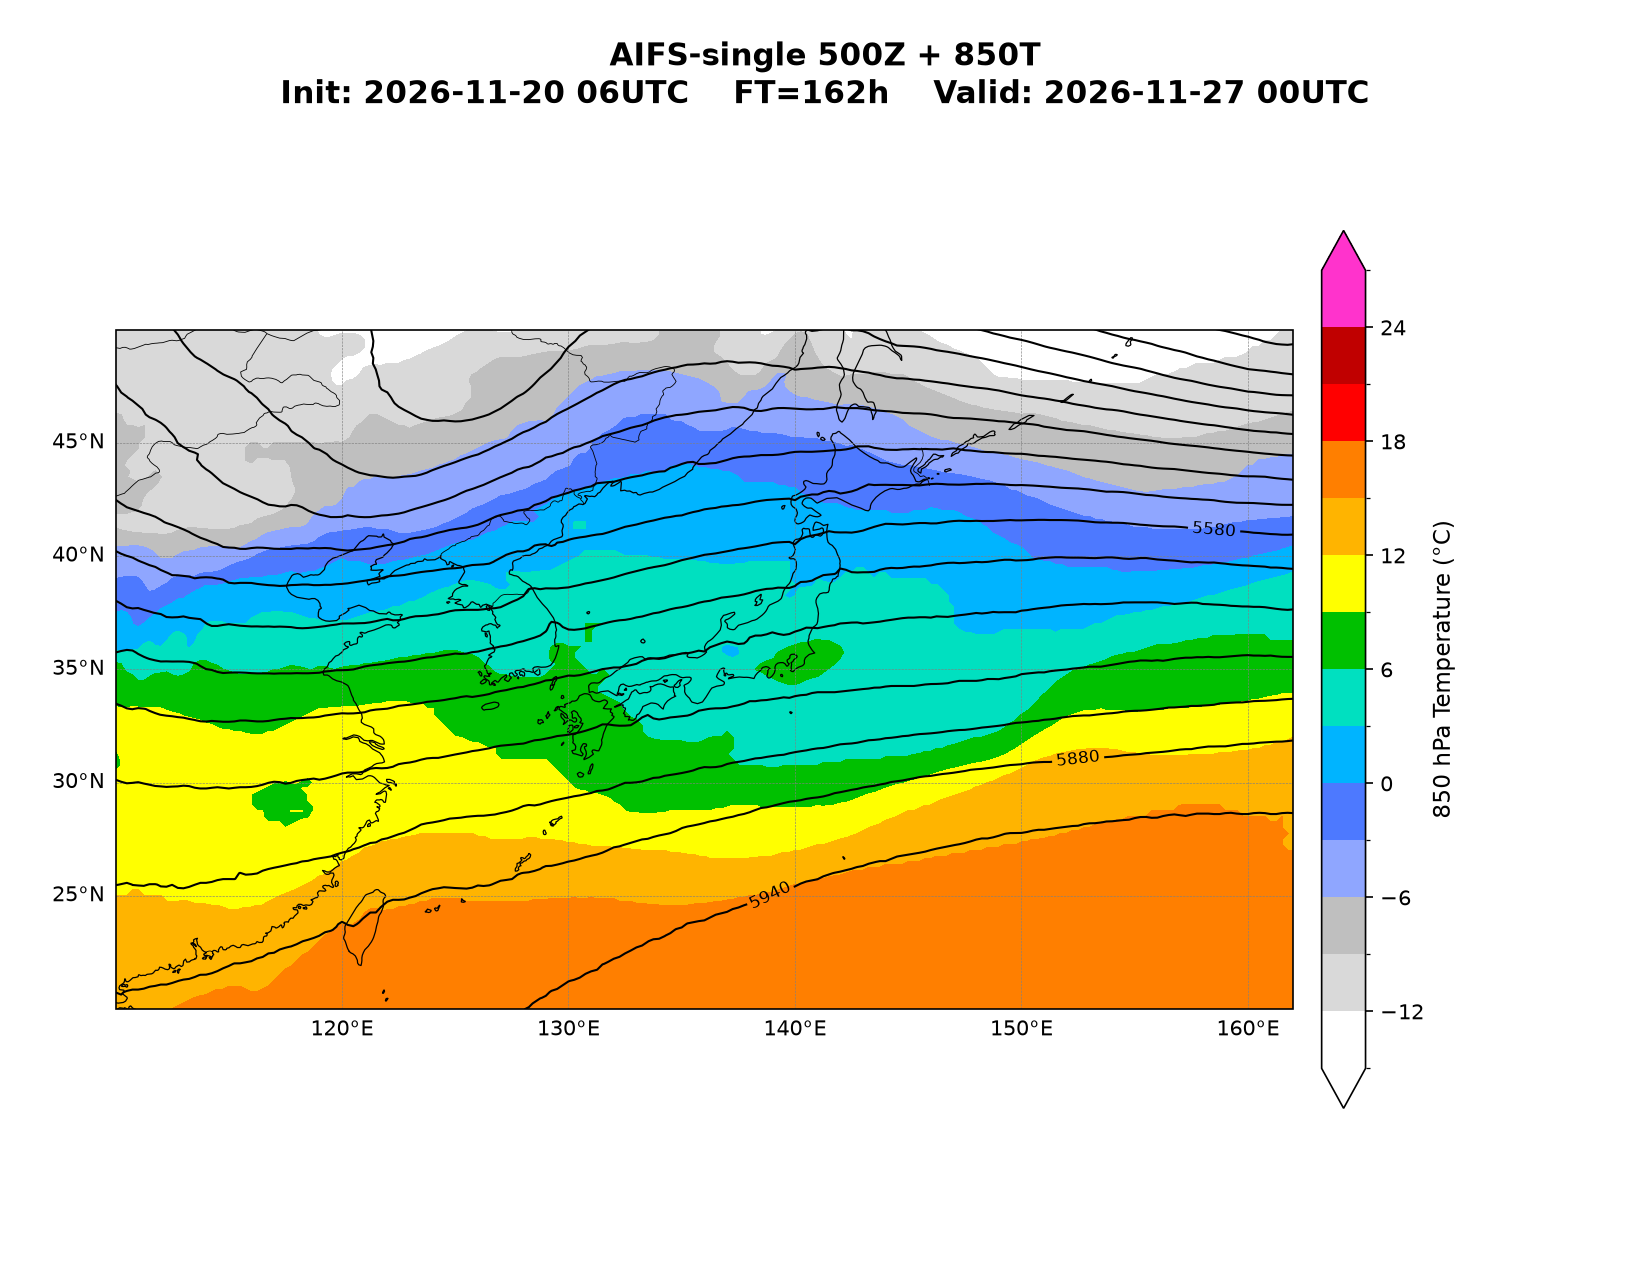 AIFS-single 500Z + 850T
Init: 2026-11-20 06UTC    FT=162h    Valid: 2026-11-27 00UTC
45°N
40°N
35°N
30°N
25°N
120°E
130°E
140°E
150°E
160°E
5580
5880
5940
24
18
12
6
0
−6
−12
850 hPa Temperature (°C)